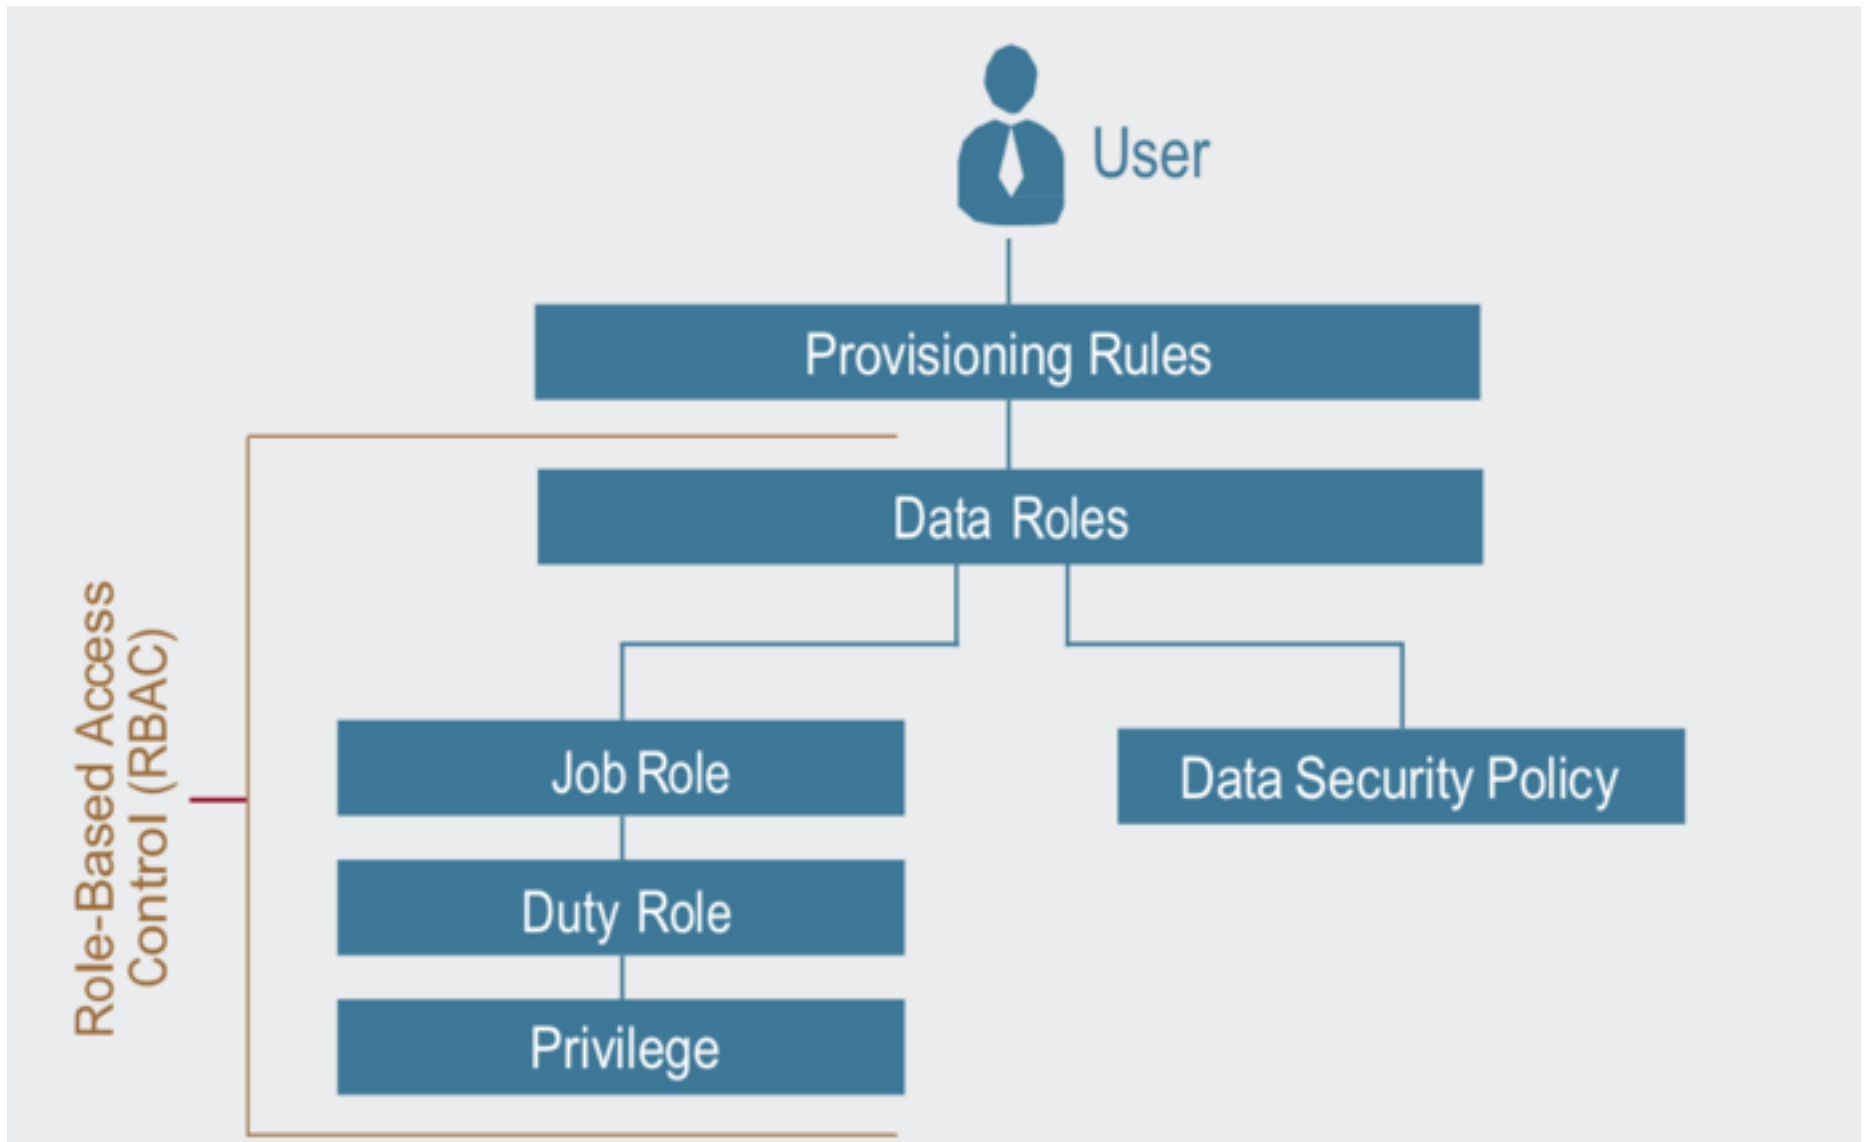 User
Provisioning Rules
Data Roles
Role-Based Access
Control (RBAC)
Job Role
Data Security Policy
Duty Role
Privilege